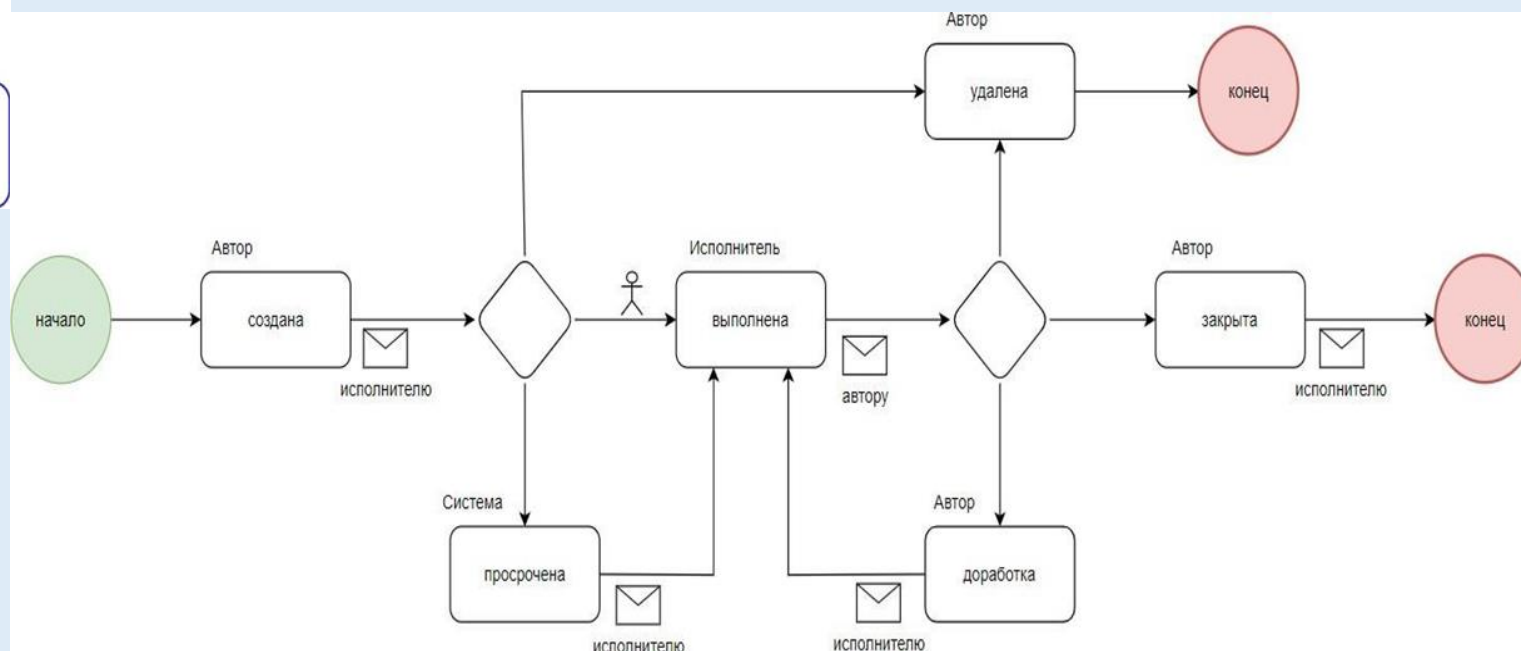 Автор
удалена
конец
Автор
Исполнитель
Автор
начало
создана
выполнена
закрыта
конец
исполнителю
автору
исполнителю
Система
Автор
просрочена
доработка
исполнителю
исполнителю